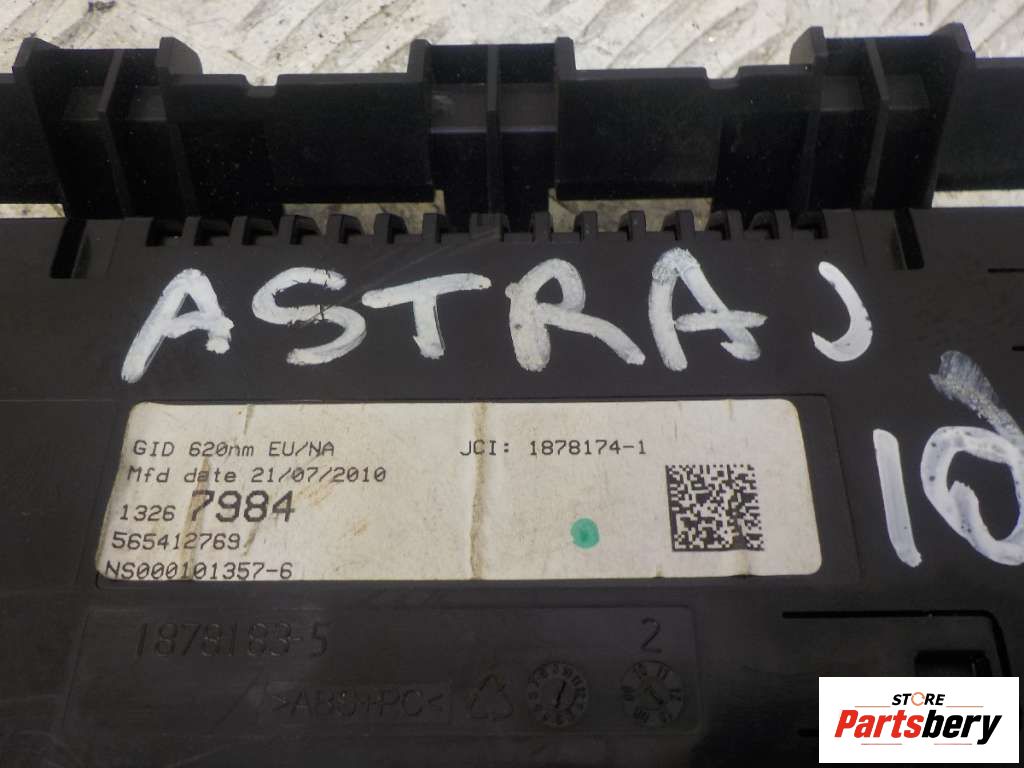 ASTRA J
10
GID 620nm EU/NA
JCI: 1878174-1
Mfd date 21/07/2010
1326 7984
565412769
NS000101357-6
1878183-5
2
>ABS+PC<
STORE
Partsbery